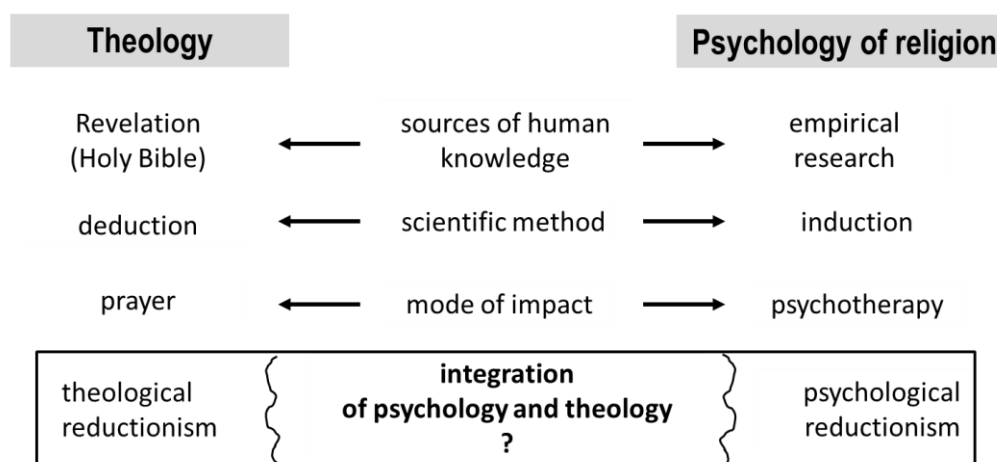 Theology
Psychology of religion
Revelation
(Holy Bible)
sources of human
knowledge
empirical
research
deduction
scientific method
induction
prayer
mode of impact
psychotherapy
theological
reductionism
integration
of psychology and theology
?
psychological
reductionism